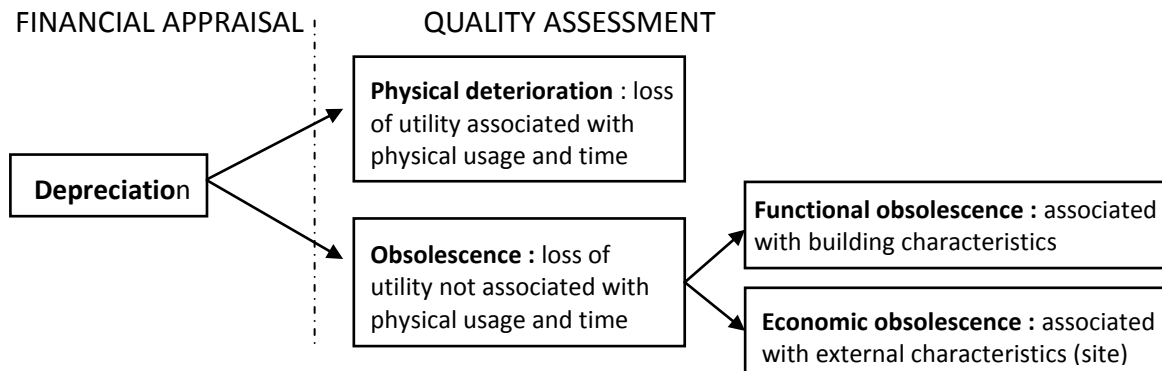 FINANCIAL APPRAISAL
QUALITY ASSESSMENT
Depreciation
Physical deterioration : loss
of utility associated with
physical usage and time
Obsolescence : loss of
utility not associated with
physical usage and time
Functional obsolescence : associated
with building characteristics
Economic obsolescence : associated
with external characteristics (site)